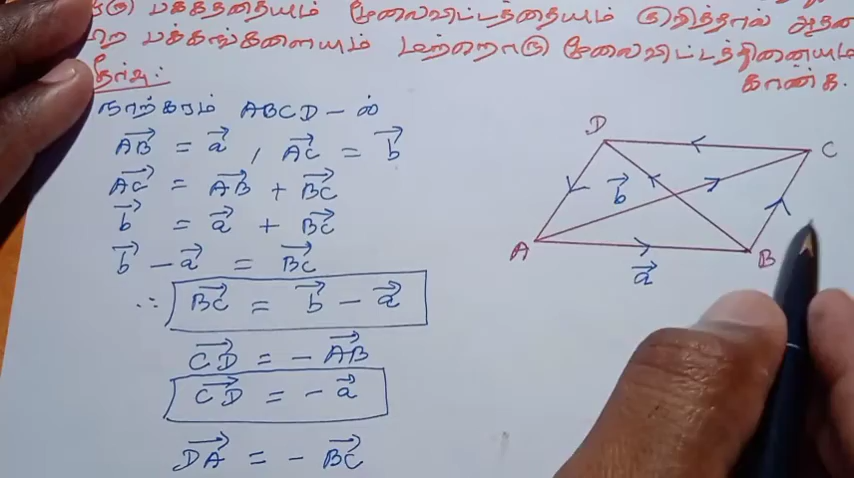 பக்கத்தையும் மூலைவிட்டத்தையும் குறித்தால் அதன்
பக்கங்களையும் மற்றொரு மூலைவிட்டத்தினையும்
காண்க.
தீர்வு:
நாற்கரம் ABCD - ல்
AB⃗ = a⃗ , AC⃗ = b⃗
AC⃗ = AB⃗ + BC⃗
b⃗ = a⃗ + BC⃗
b⃗ - a⃗ = BC⃗
∴ BC⃗ = b⃗ - a⃗
CD⃗ = - AB⃗
CD⃗ = - a⃗
DA⃗ = - BC⃗
D
C
b⃗
A
B
a⃗